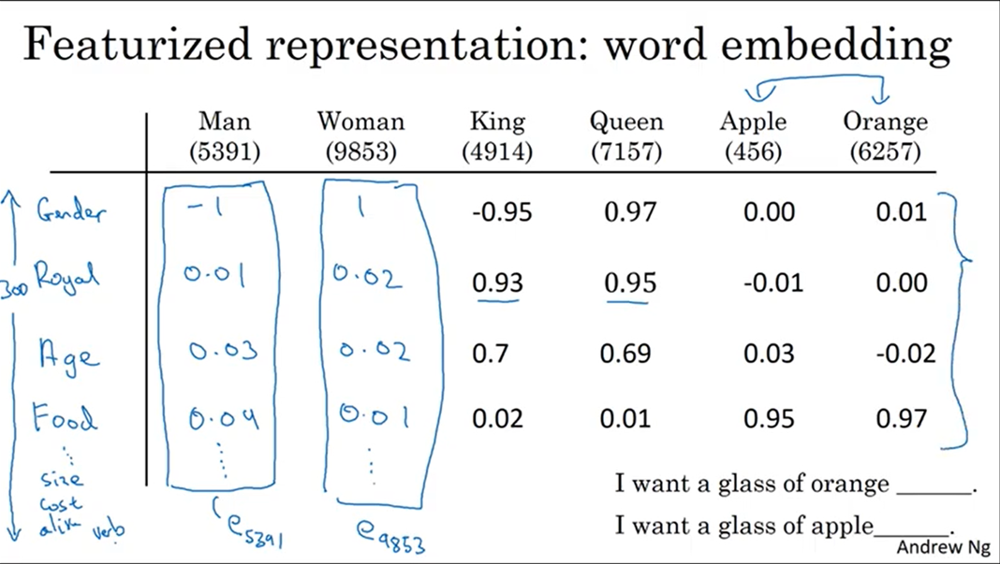 Featurized representation: word embedding
Man Woman King Queen Apple Orange
(5391) (9853) (4914) (7157) (456) (6257)
Gender -1 1 -0.95 0.97 0.00 0.01
300 Royal 0.01 0.02 0.93 0.95 -0.01 0.00
Age 0.03 0.02 0.7 0.69 0.03 -0.02
Food 0.04 0.01 0.02 0.01 0.95 0.97
size
cost
alive verb
e5391 e9853
I want a glass of orange ______.
I want a glass of apple______.
Andrew Ng